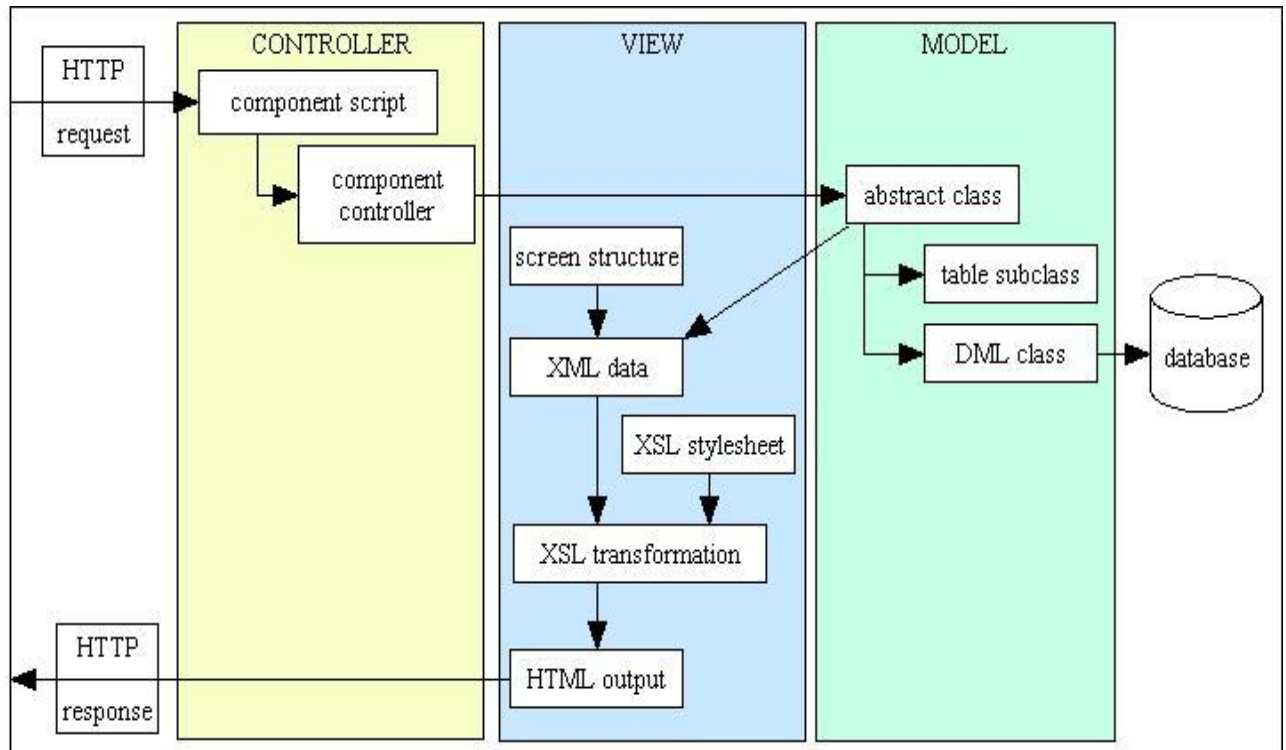 CONTROLLER
VIEW
MODEL
HTTP
request
component script
component
controller
abstract class
screen structure
table subclass
XML data
DML class
database
XSL stylesheet
XSL transformation
HTTP
response
HTML output